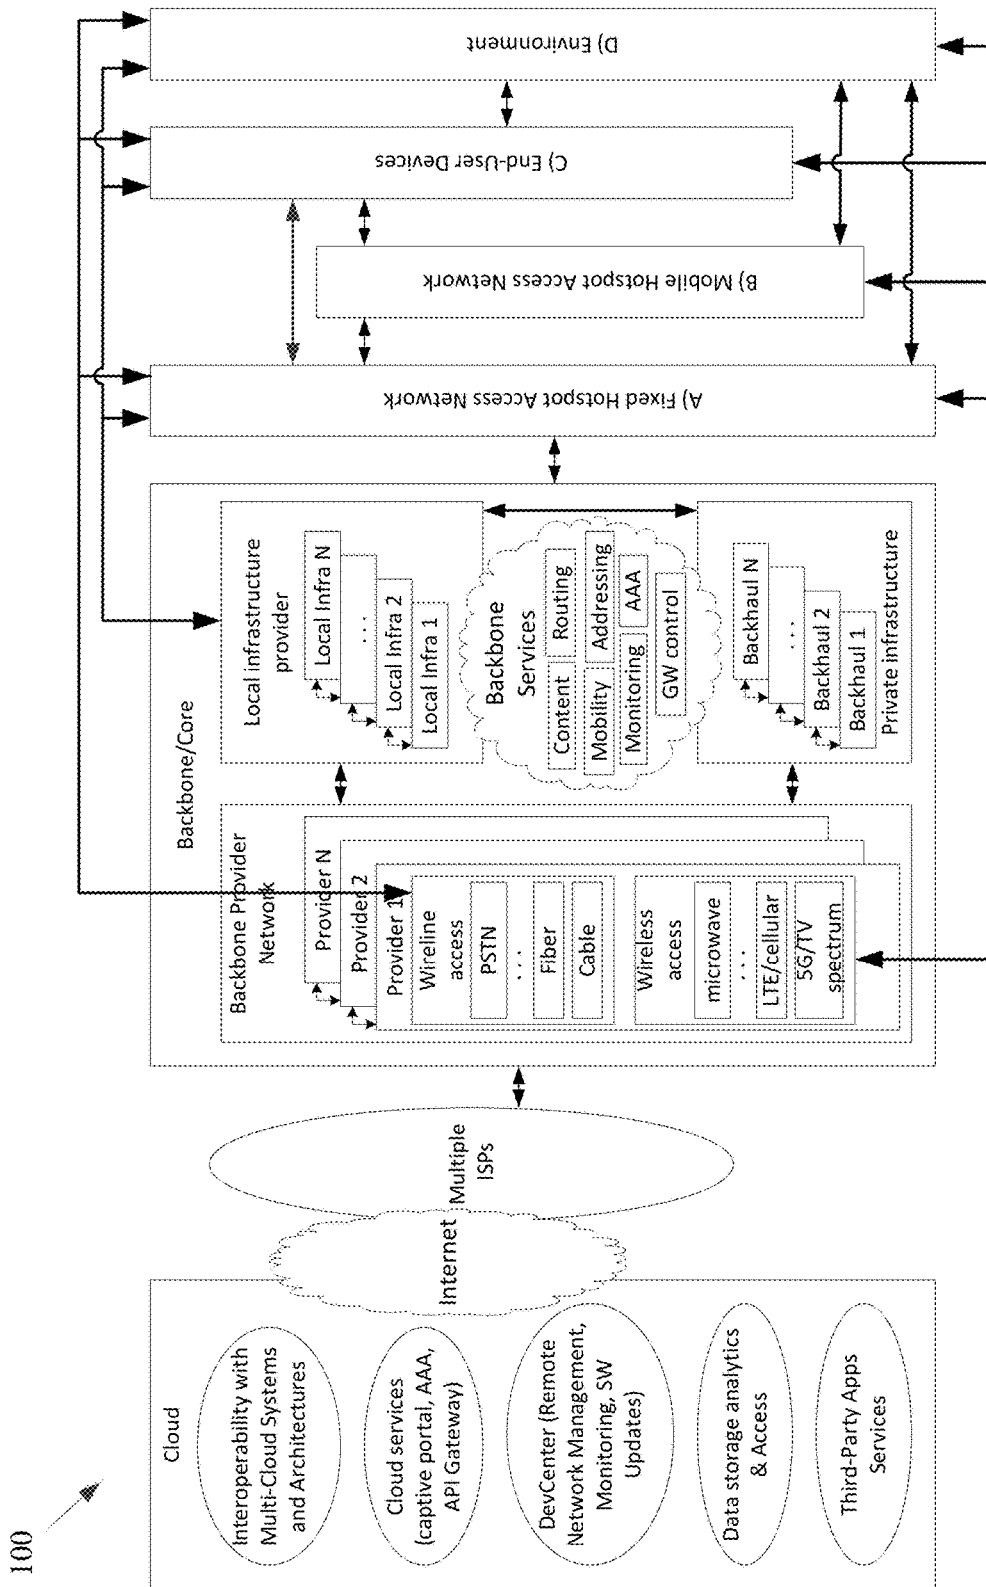 100
Cloud
Interoperability with
Multi-Cloud Systems
and Architectures
Cloud services
(captive portal, AAA,
API Gateway)
DevCenter (Remote
Network Management,
Monitoring, SW
Updates)
Data storage analytics
& Access
Third-Party Apps
Services
Internet
Multiple
ISPs
Backbone/Core
Backbone Provider
Network
Provider N
Provider 2
Provider 1
Wireline
access
PSTN
...
Fiber
Cable
Wireless
access
microwave
...
LTE/cellular
5G/TV
spectrum
Local Infrastructure
provider
Local Infra N
...
Local Infra 2
Local Infra 1
Backbone
Services
Content
Routing
Mobility
Addressing
Monitoring
AAA
GW control
Backhaul N
...
Backhaul 2
Backhaul 1
Private infrastructure
A) Fixed Hotspot Access Network
B) Mobile Hotspot Access Network
C) End-User Devices
D) Environment